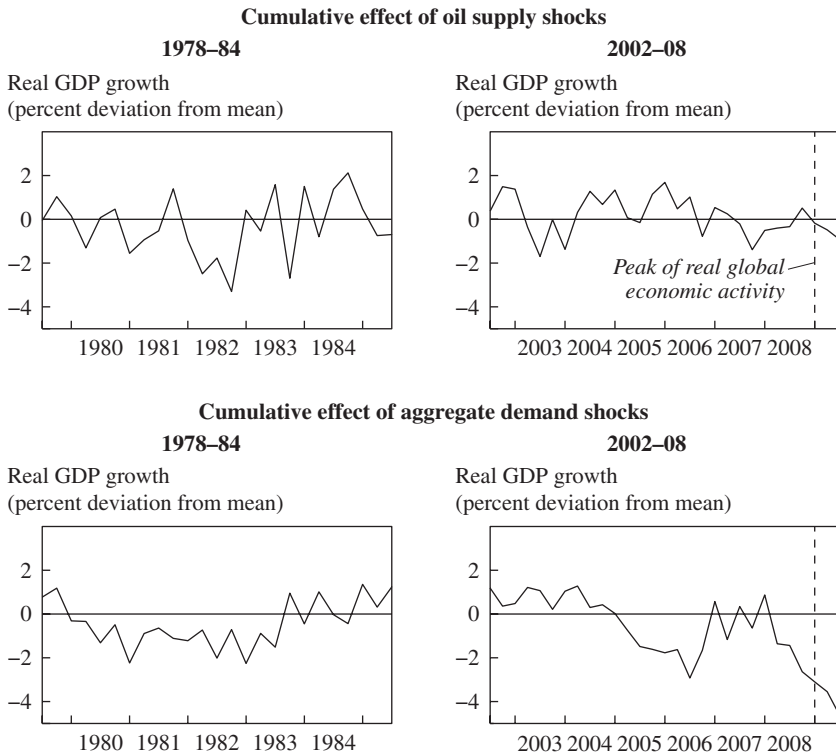 Cumulative effect of oil supply shocks
1978–84
Real GDP growth
(percent deviation from mean)
2
0
−2
−4
1980 1981 1982 1983 1984
2002–08
Real GDP growth
(percent deviation from mean)
2
0
−2
−4
Peak of real global
economic activity
2003 2004 2005 2006 2007 2008
Cumulative effect of aggregate demand shocks
1978–84
Real GDP growth
(percent deviation from mean)
2
0
−2
−4
1980 1981 1982 1983 1984
2002–08
Real GDP growth
(percent deviation from mean)
2
0
−2
−4
2003 2004 2005 2006 2007 2008